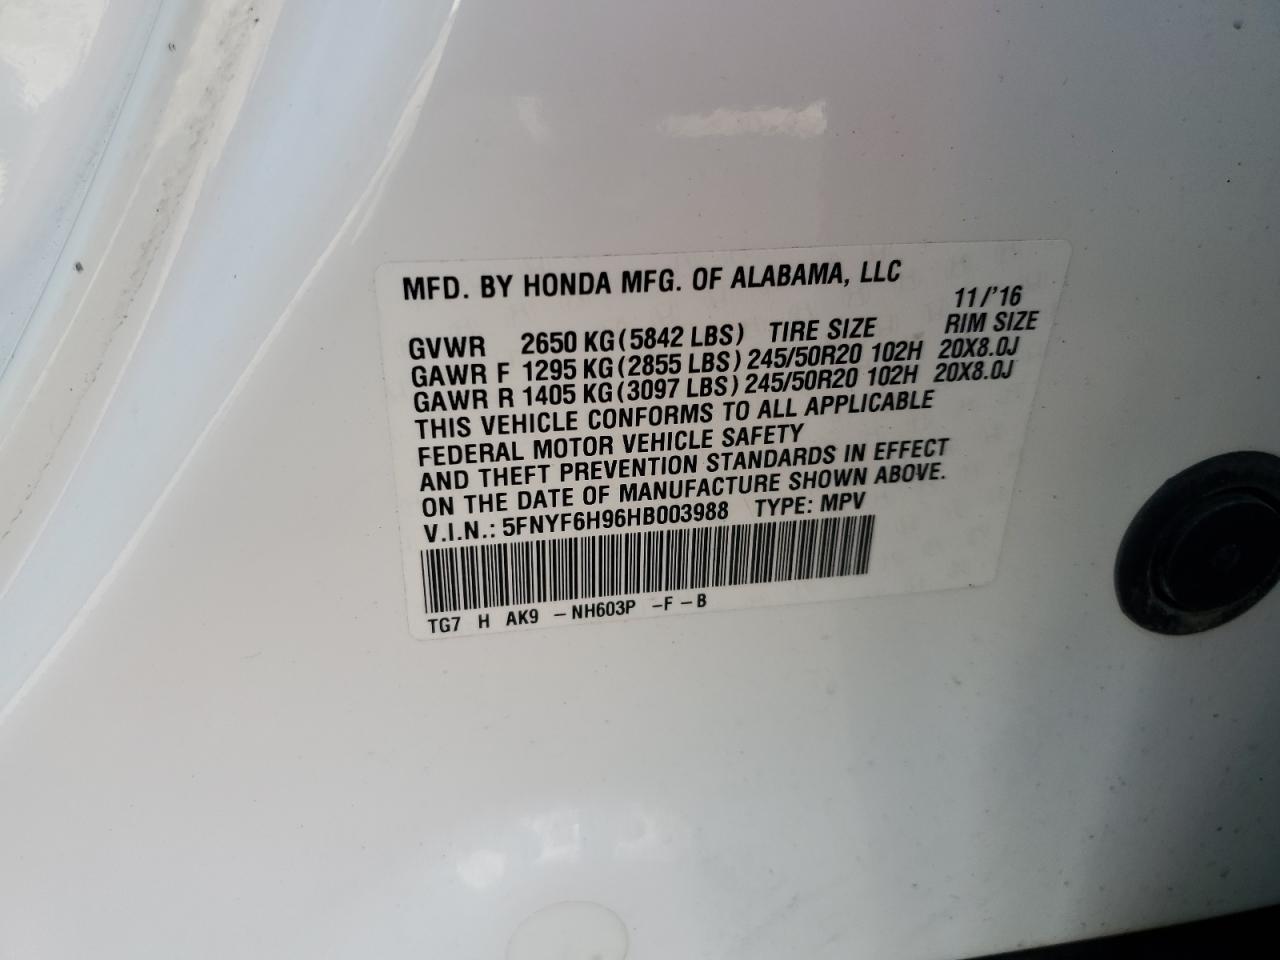 MFD. BY HONDA MFG. OF ALABAMA, LLC
11/'16
GVWR 2650 KG(5842 LBS) TIRE SIZE RIM SIZE
GAWR F 1295 KG(2855 LBS) 245/50R20 102H 20X8.0J
GAWR R 1405 KG(3097 LBS) 245/50R20 102H 20X8.0J
THIS VEHICLE CONFORMS TO ALL APPLICABLE
FEDERAL MOTOR VEHICLE SAFETY
AND THEFT PREVENTION STANDARDS IN EFFECT
ON THE DATE OF MANUFACTURE SHOWN ABOVE.
V.I.N.: 5FNYF6H96HB003988 TYPE: MPV
TG7 H AK9 -NH603P -F-B